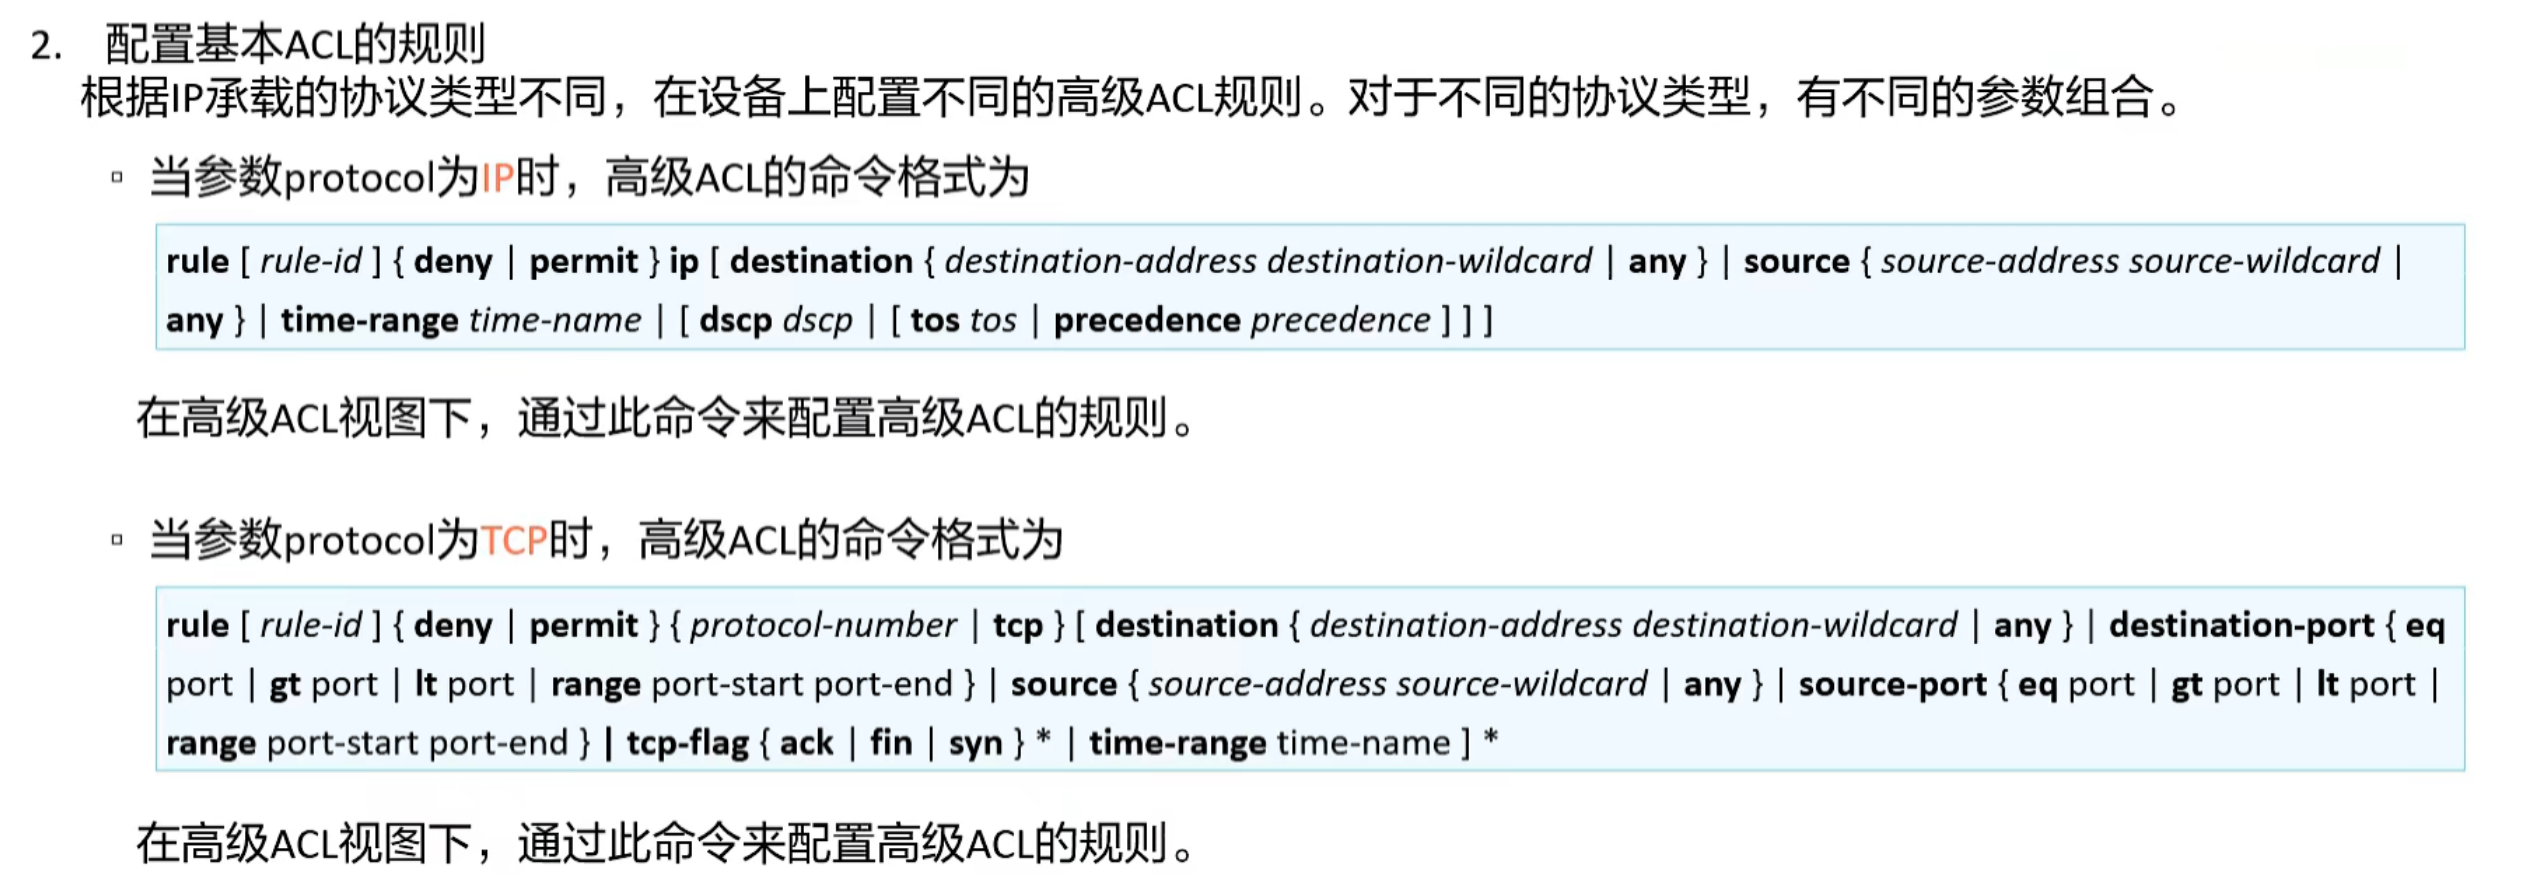 2. 配置基本ACL的规则
根据IP承载的协议类型不同，在设备上配置不同的高级ACL规则。对于不同的协议类型，有不同的参数组合。
▫ 当参数protocol为IP时，高级ACL的命令格式为
rule [ rule-id ] { deny | permit } ip [ destination { destination-address destination-wildcard | any } | source { source-address source-wildcard |
any } | time-range time-name | [ dscp dscp | [ tos tos | precedence precedence ] ] ]
在高级ACL视图下，通过此命令来配置高级ACL的规则。
▫ 当参数protocol为TCP时，高级ACL的命令格式为
rule [ rule-id ] { deny | permit } { protocol-number | tcp } [ destination { destination-address destination-wildcard | any } | destination-port { eq
port | gt port | lt port | range port-start port-end } | source { source-address source-wildcard | any } | source-port { eq port | gt port | lt port |
range port-start port-end } | tcp-flag { ack | fin | syn } * | time-range time-name ] *
在高级ACL视图下，通过此命令来配置高级ACL的规则。